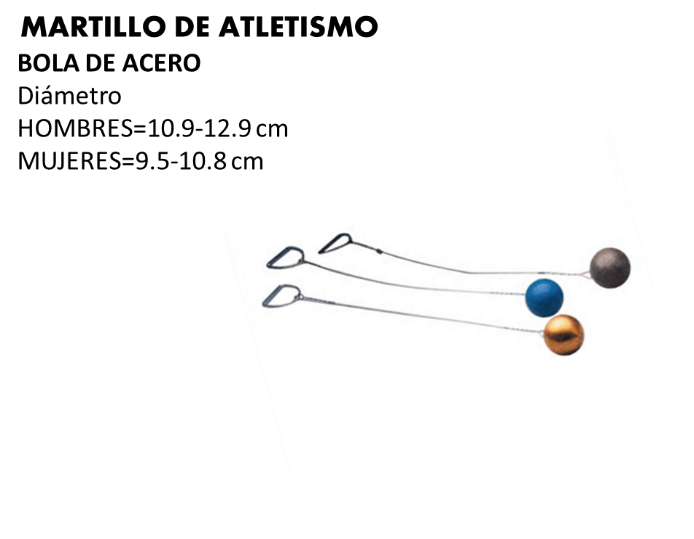 MARTILLO DE ATLETISMO
BOLA DE ACERO
Diámetro
HOMBRES=10.9-12.9 cm
MUJERES=9.5-10.8 cm